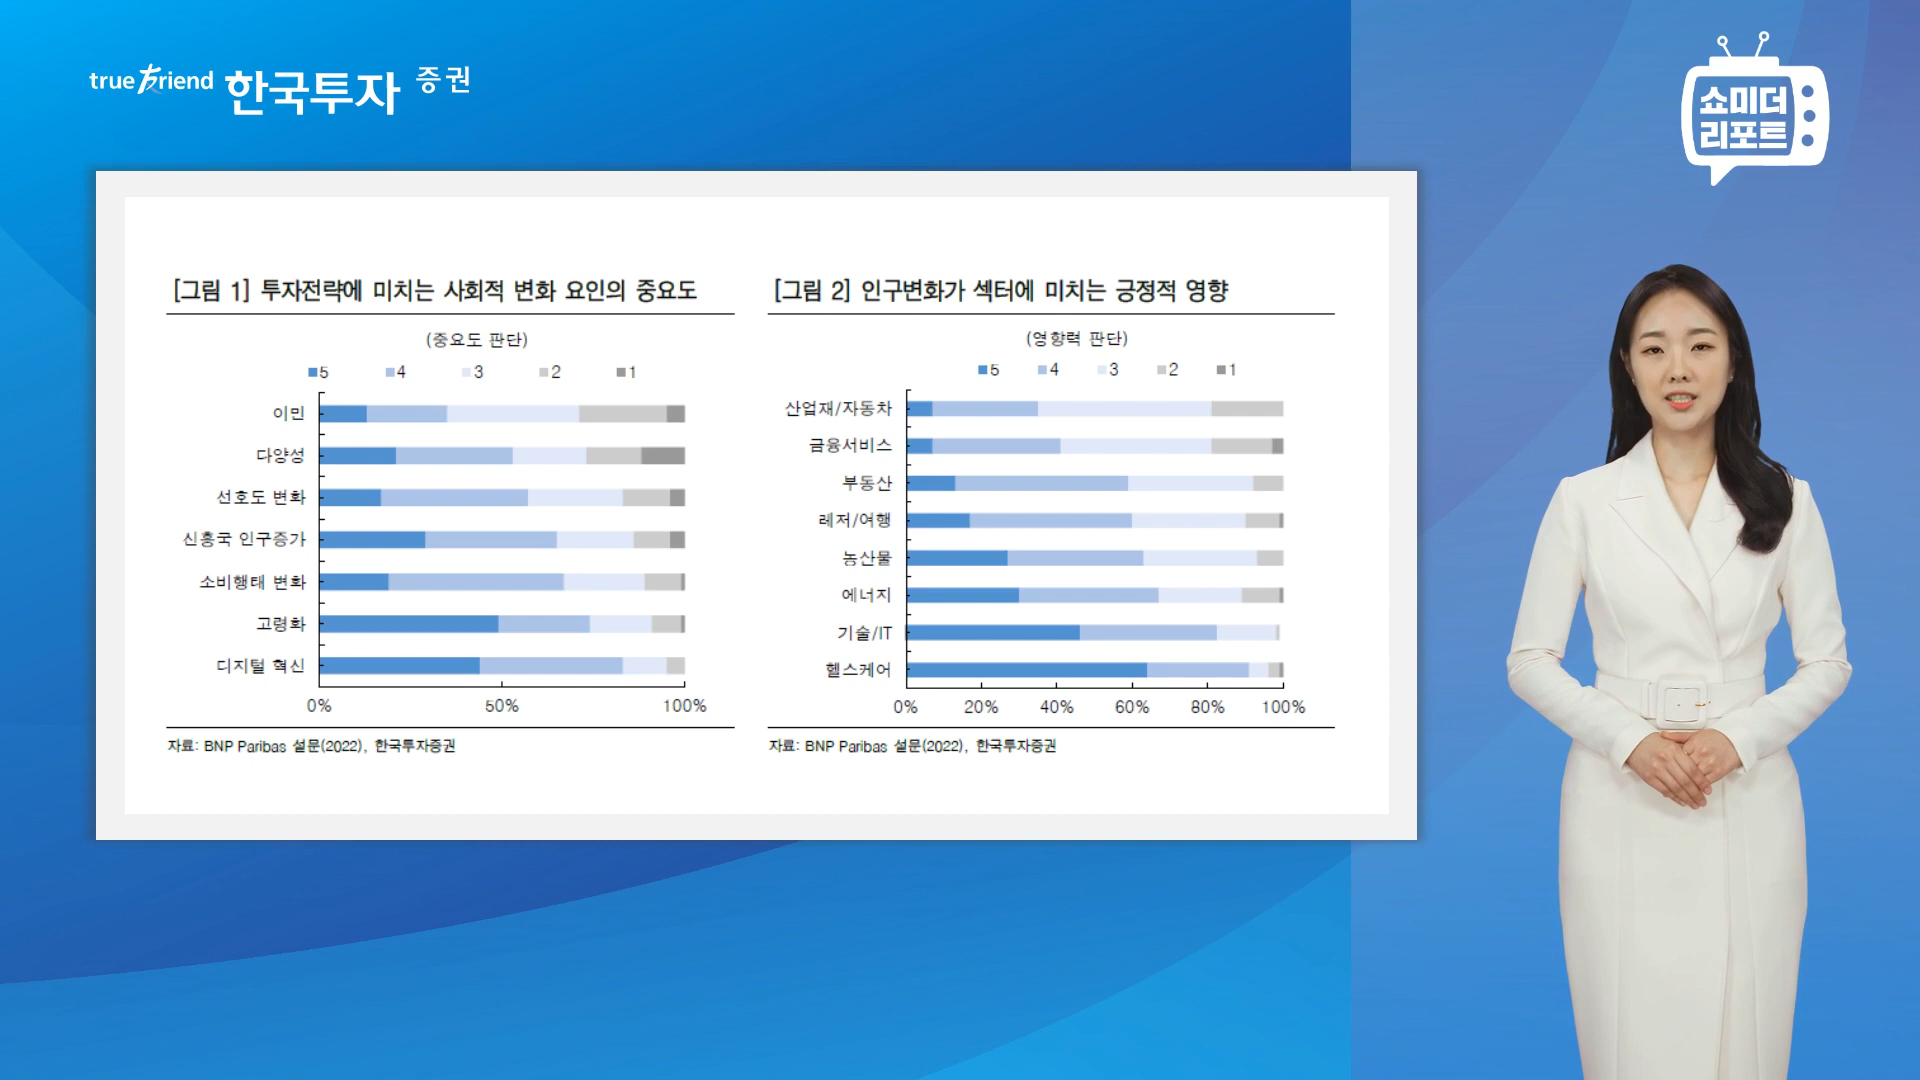 true friend 한국투자 증권
쇼미더
리포트
[그림 1] 투자전략에 미치는 사회적 변화 요인의 중요도
(중요도 판단)
5 4 3 2 1
이민
다양성
선호도 변화
신흥국 인구증가
소비행태 변화
고령화
디지털 혁신
0% 50% 100%
자료: BNP Paribas 설문(2022), 한국투자증권
[그림 2] 인구변화가 섹터에 미치는 긍정적 영향
(영향력 판단)
5 4 3 2 1
산업재/자동차
금융서비스
부동산
레저/여행
농산물
에너지
기술/IT
헬스케어
0% 20% 40% 60% 80% 100%
자료: BNP Paribas 설문(2022), 한국투자증권